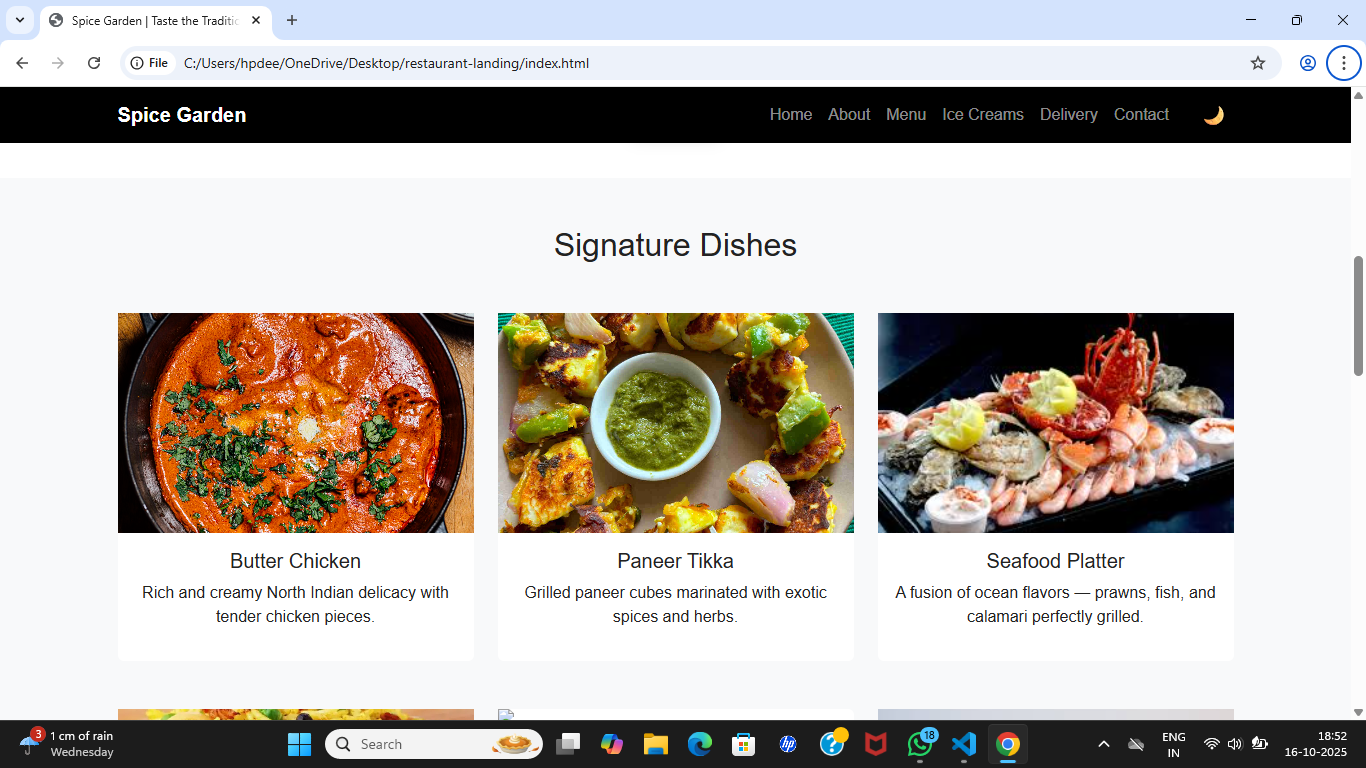 Spice Garden | Taste the Traditic
File
C:/Users/hpdee/OneDrive/Desktop/restaurant-landing/index.html
Spice Garden
Home
About
Menu
Ice Creams
Delivery
Contact
Signature Dishes
Butter Chicken
Rich and creamy North Indian delicacy with
tender chicken pieces.
Paneer Tikka
Grilled paneer cubes marinated with exotic
spices and herbs.
Seafood Platter
A fusion of ocean flavors — prawns, fish, and
calamari perfectly grilled.
3
1 cm of rain
Wednesday
Search
hp
?
18
ENG
IN
18:52
16-10-2025